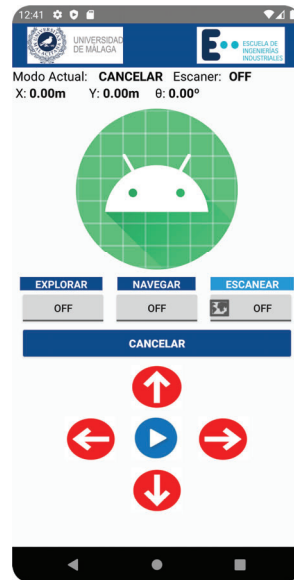 12:41
UNIVERSIDAD
DE MÁLAGA
E
ESCUELA DE
INGENIERÍAS
INDUSTRIALES
Modo Actual: CANCELAR Escaner: OFF
X: 0.00m Y: 0.00m θ: 0.00º
EXPLORAR NAVEGAR ESCANEAR
OFF OFF OFF
CANCELAR